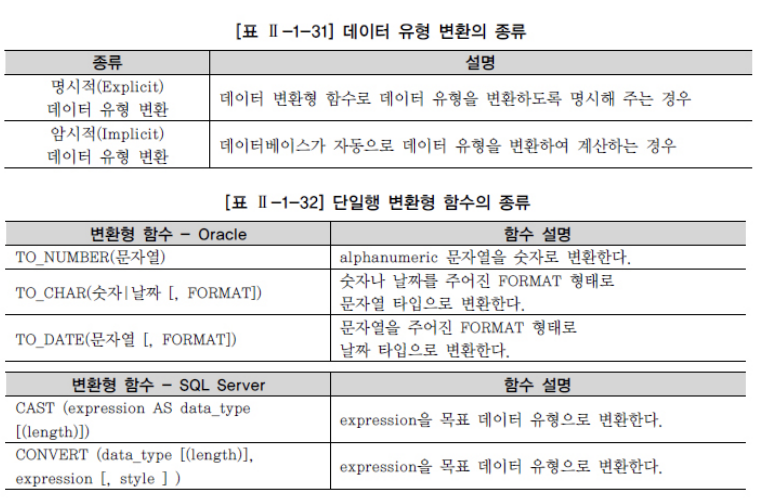 [표 Ⅱ-1-31] 데이터 유형 변환의 종류
종류 설명
명시적(Explicit)
데이터 유형 변환
데이터 변환형 함수로 데이터 유형을 변환하도록 명시해 주는 경우
암시적(Implicit)
데이터 유형 변환
데이터베이스가 자동으로 데이터 유형을 변환하여 계산하는 경우
[표 Ⅱ-1-32] 단일행 변환형 함수의 종류
변환형 함수 - Oracle 함수 설명
TO_NUMBER(문자열) alphanumeric 문자열을 숫자로 변환한다.
TO_CHAR(숫자|날짜 [, FORMAT])
숫자나 날짜를 주어진 FORMAT 형태로
문자열 타입으로 변환한다.
TO_DATE(문자열 [, FORMAT])
문자열을 주어진 FORMAT 형태로
날짜 타입으로 변환한다.
변환형 함수 - SQL Server 함수 설명
CAST (expression AS data_type
[(length)])
expression을 목표 데이터 유형으로 변환한다.
CONVERT (data_type [(length)],
expression [, style ] )
expression을 목표 데이터 유형으로 변환한다.